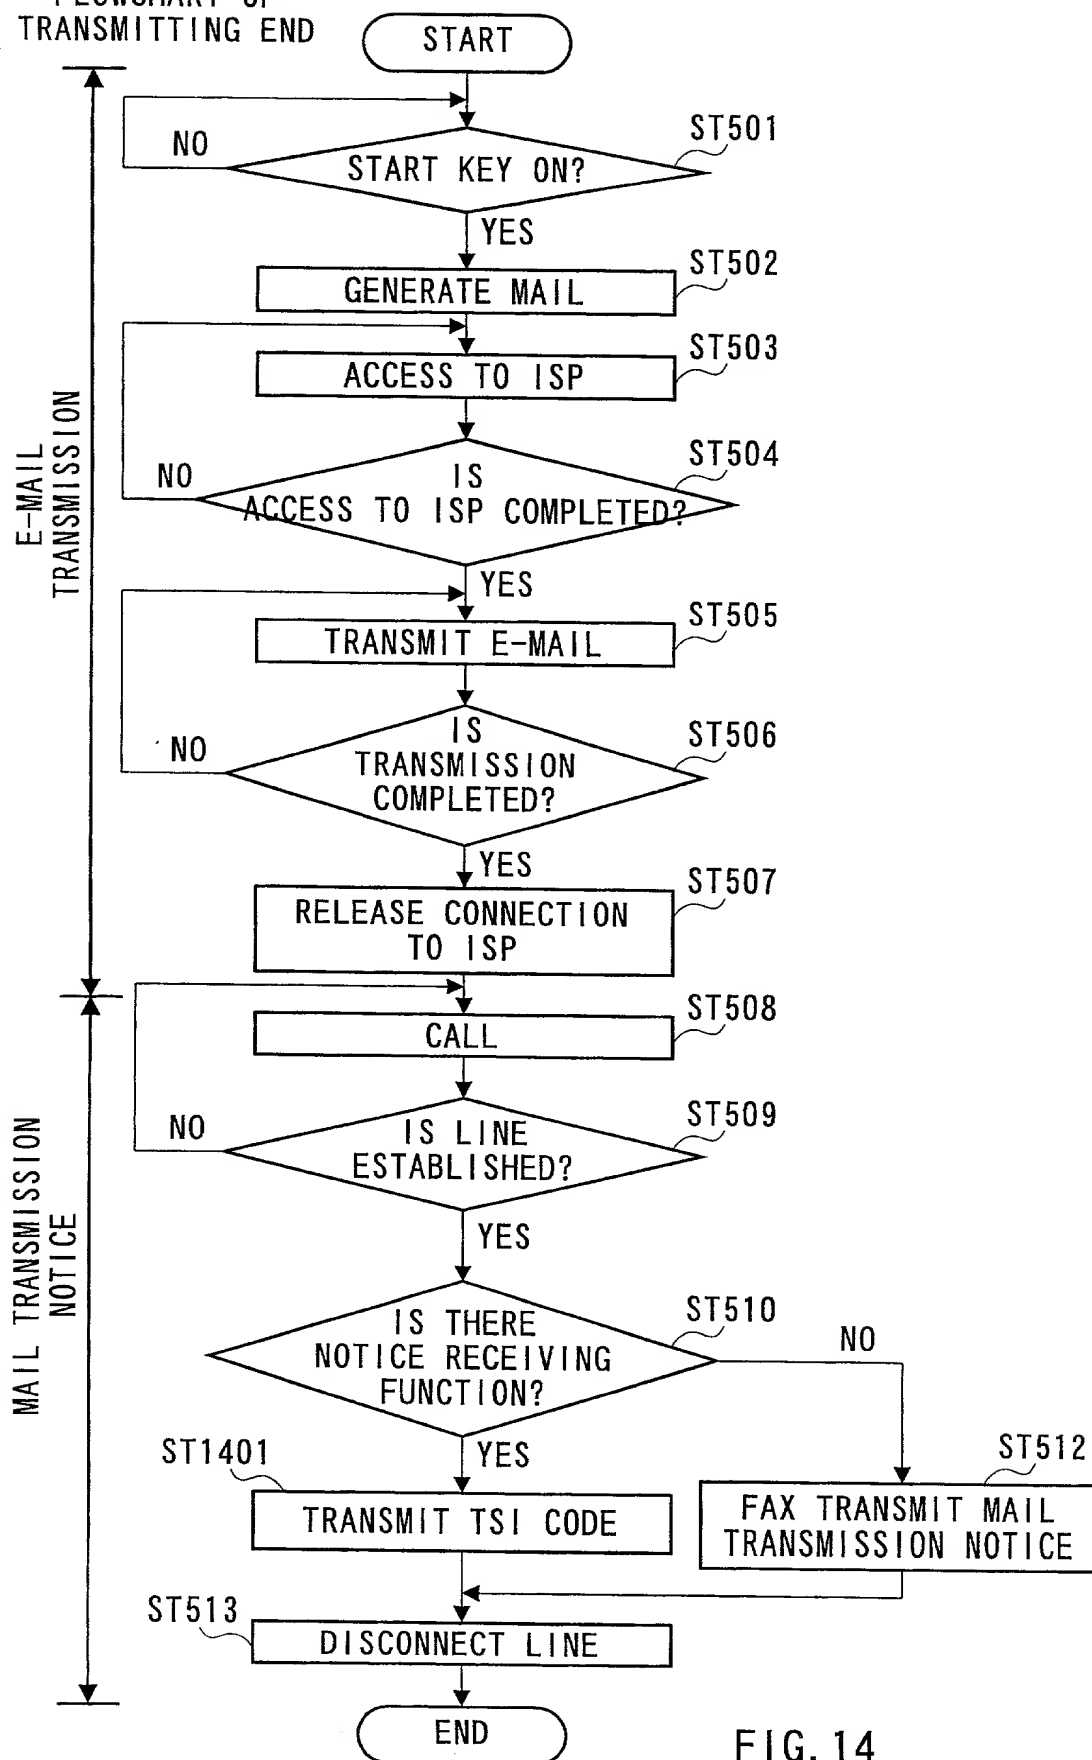 FLOWCHART OF
TRANSMITTING END
START
NO
START KEY ON?
ST501
YES
GENERATE MAIL
ST502
ACCESS TO ISP
ST503
NO
IS
ACCESS TO ISP COMPLETED?
ST504
YES
TRANSMIT E-MAIL
ST505
NO
IS
TRANSMISSION
COMPLETED?
ST506
YES
RELEASE CONNECTION
TO ISP
ST507
E-MAIL
TRANSMISSION
CALL
ST508
NO
IS LINE
ESTABLISHED?
ST509
YES
IS THERE
NOTICE RECEIVING
FUNCTION?
ST510
NO
YES
ST1401
TRANSMIT TSI CODE
ST512
FAX TRANSMIT MAIL
TRANSMISSION NOTICE
ST513
DISCONNECT LINE
MAIL TRANSMISSION
NOTICE
END
FIG. 14